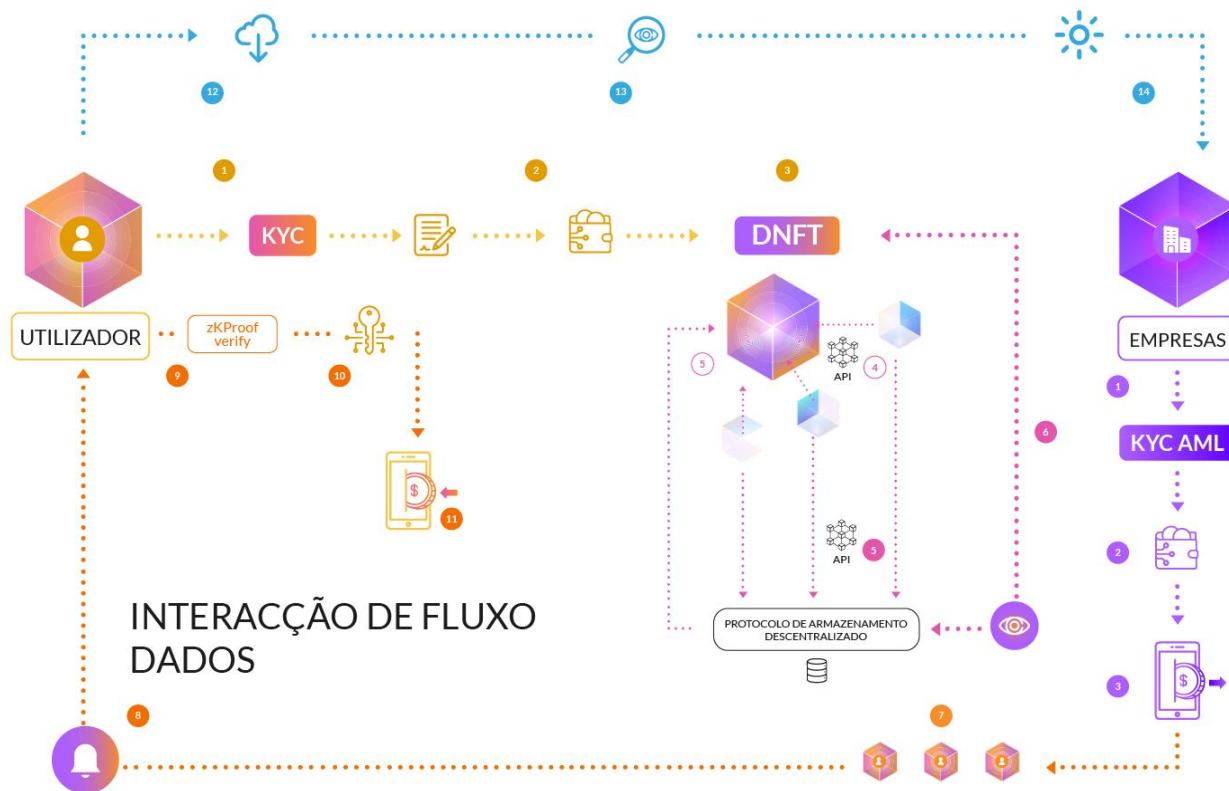 12
13
14
1
2
3
KYC
DNFT
UTILIZADOR
zKProof
verify
EMPRESAS
9
10
5
API
4
1
6
KYC AML
$
11
API
5
2
INTERACÇÃO DE FLUXO
DADOS
PROTOCOLO DE ARMAZENAMENTO
DESCENTRALIZADO
3
$
8
7